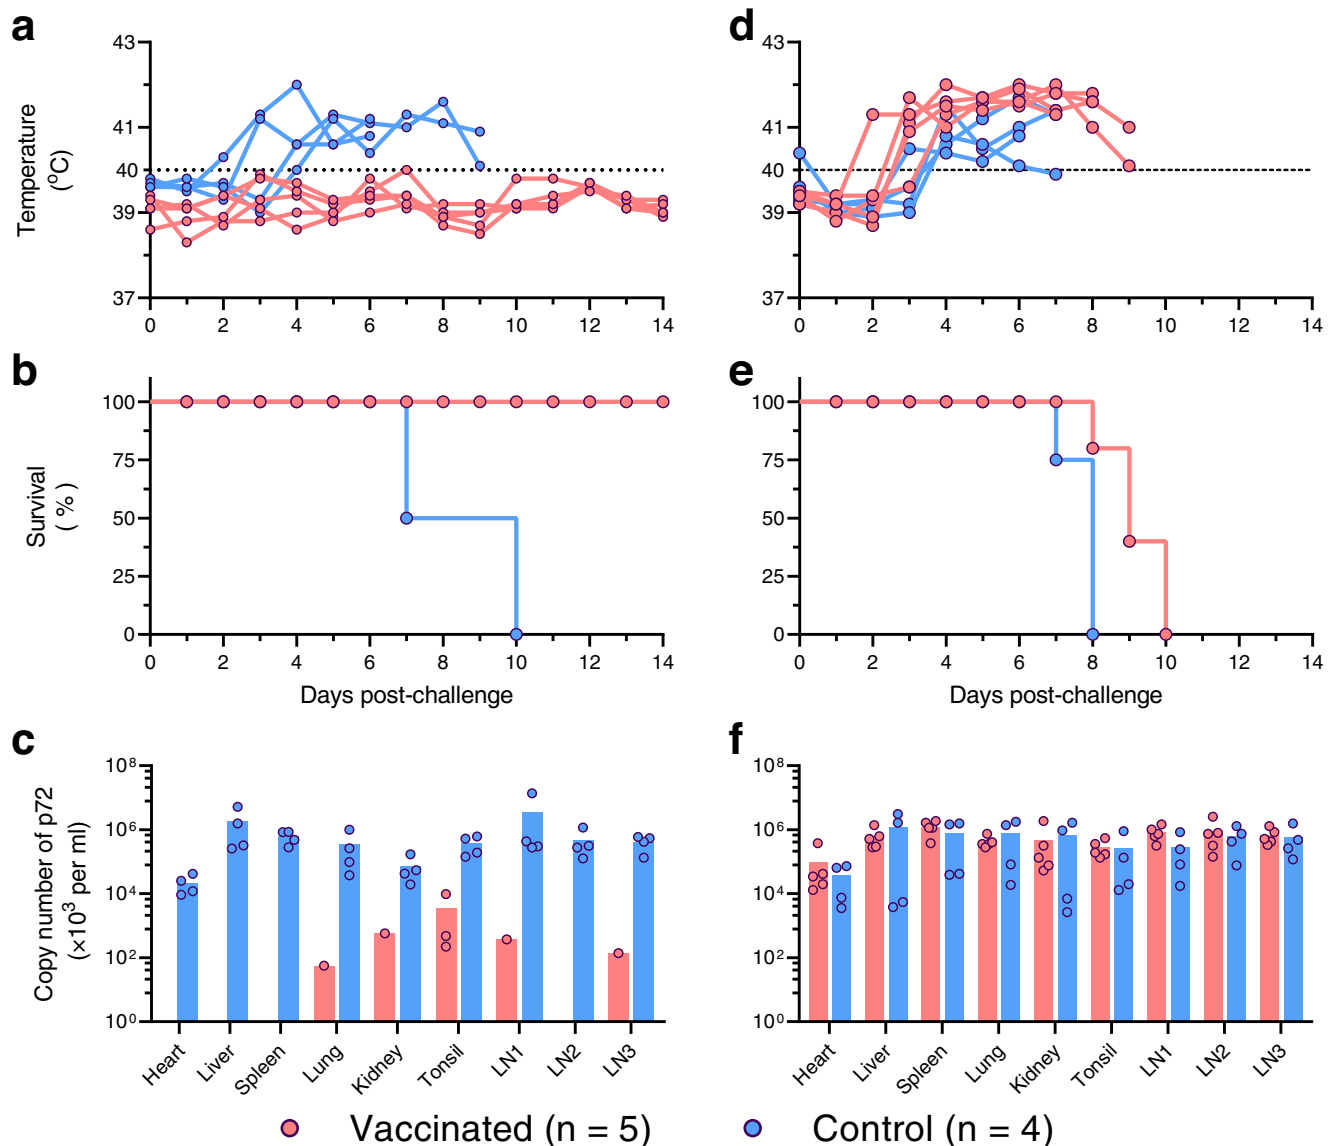 a
43
41
40
39
37
Temperature
(°C)
0 2 4 6 8 10 12 14
d
43
41
40
39
37
0 2 4 6 8 10 12 14
b
100
75
50
25
0
Survival
( % )
0 2 4 6 8 10 12 14
Days post-challenge
e
100
75
50
25
0
0 2 4 6 8 10 12 14
Days post-challenge
c
10⁸
10⁶
10⁴
10²
10⁰
Copy number of p72
(×10³ per ml)
Heart Liver Spleen Lung Kidney Tonsil LN1 LN2 LN3
f
10⁸
10⁶
10⁴
10²
10⁰
Heart Liver Spleen Lung Kidney Tonsil LN1 LN2 LN3
Vaccinated (n = 5) Control (n = 4)